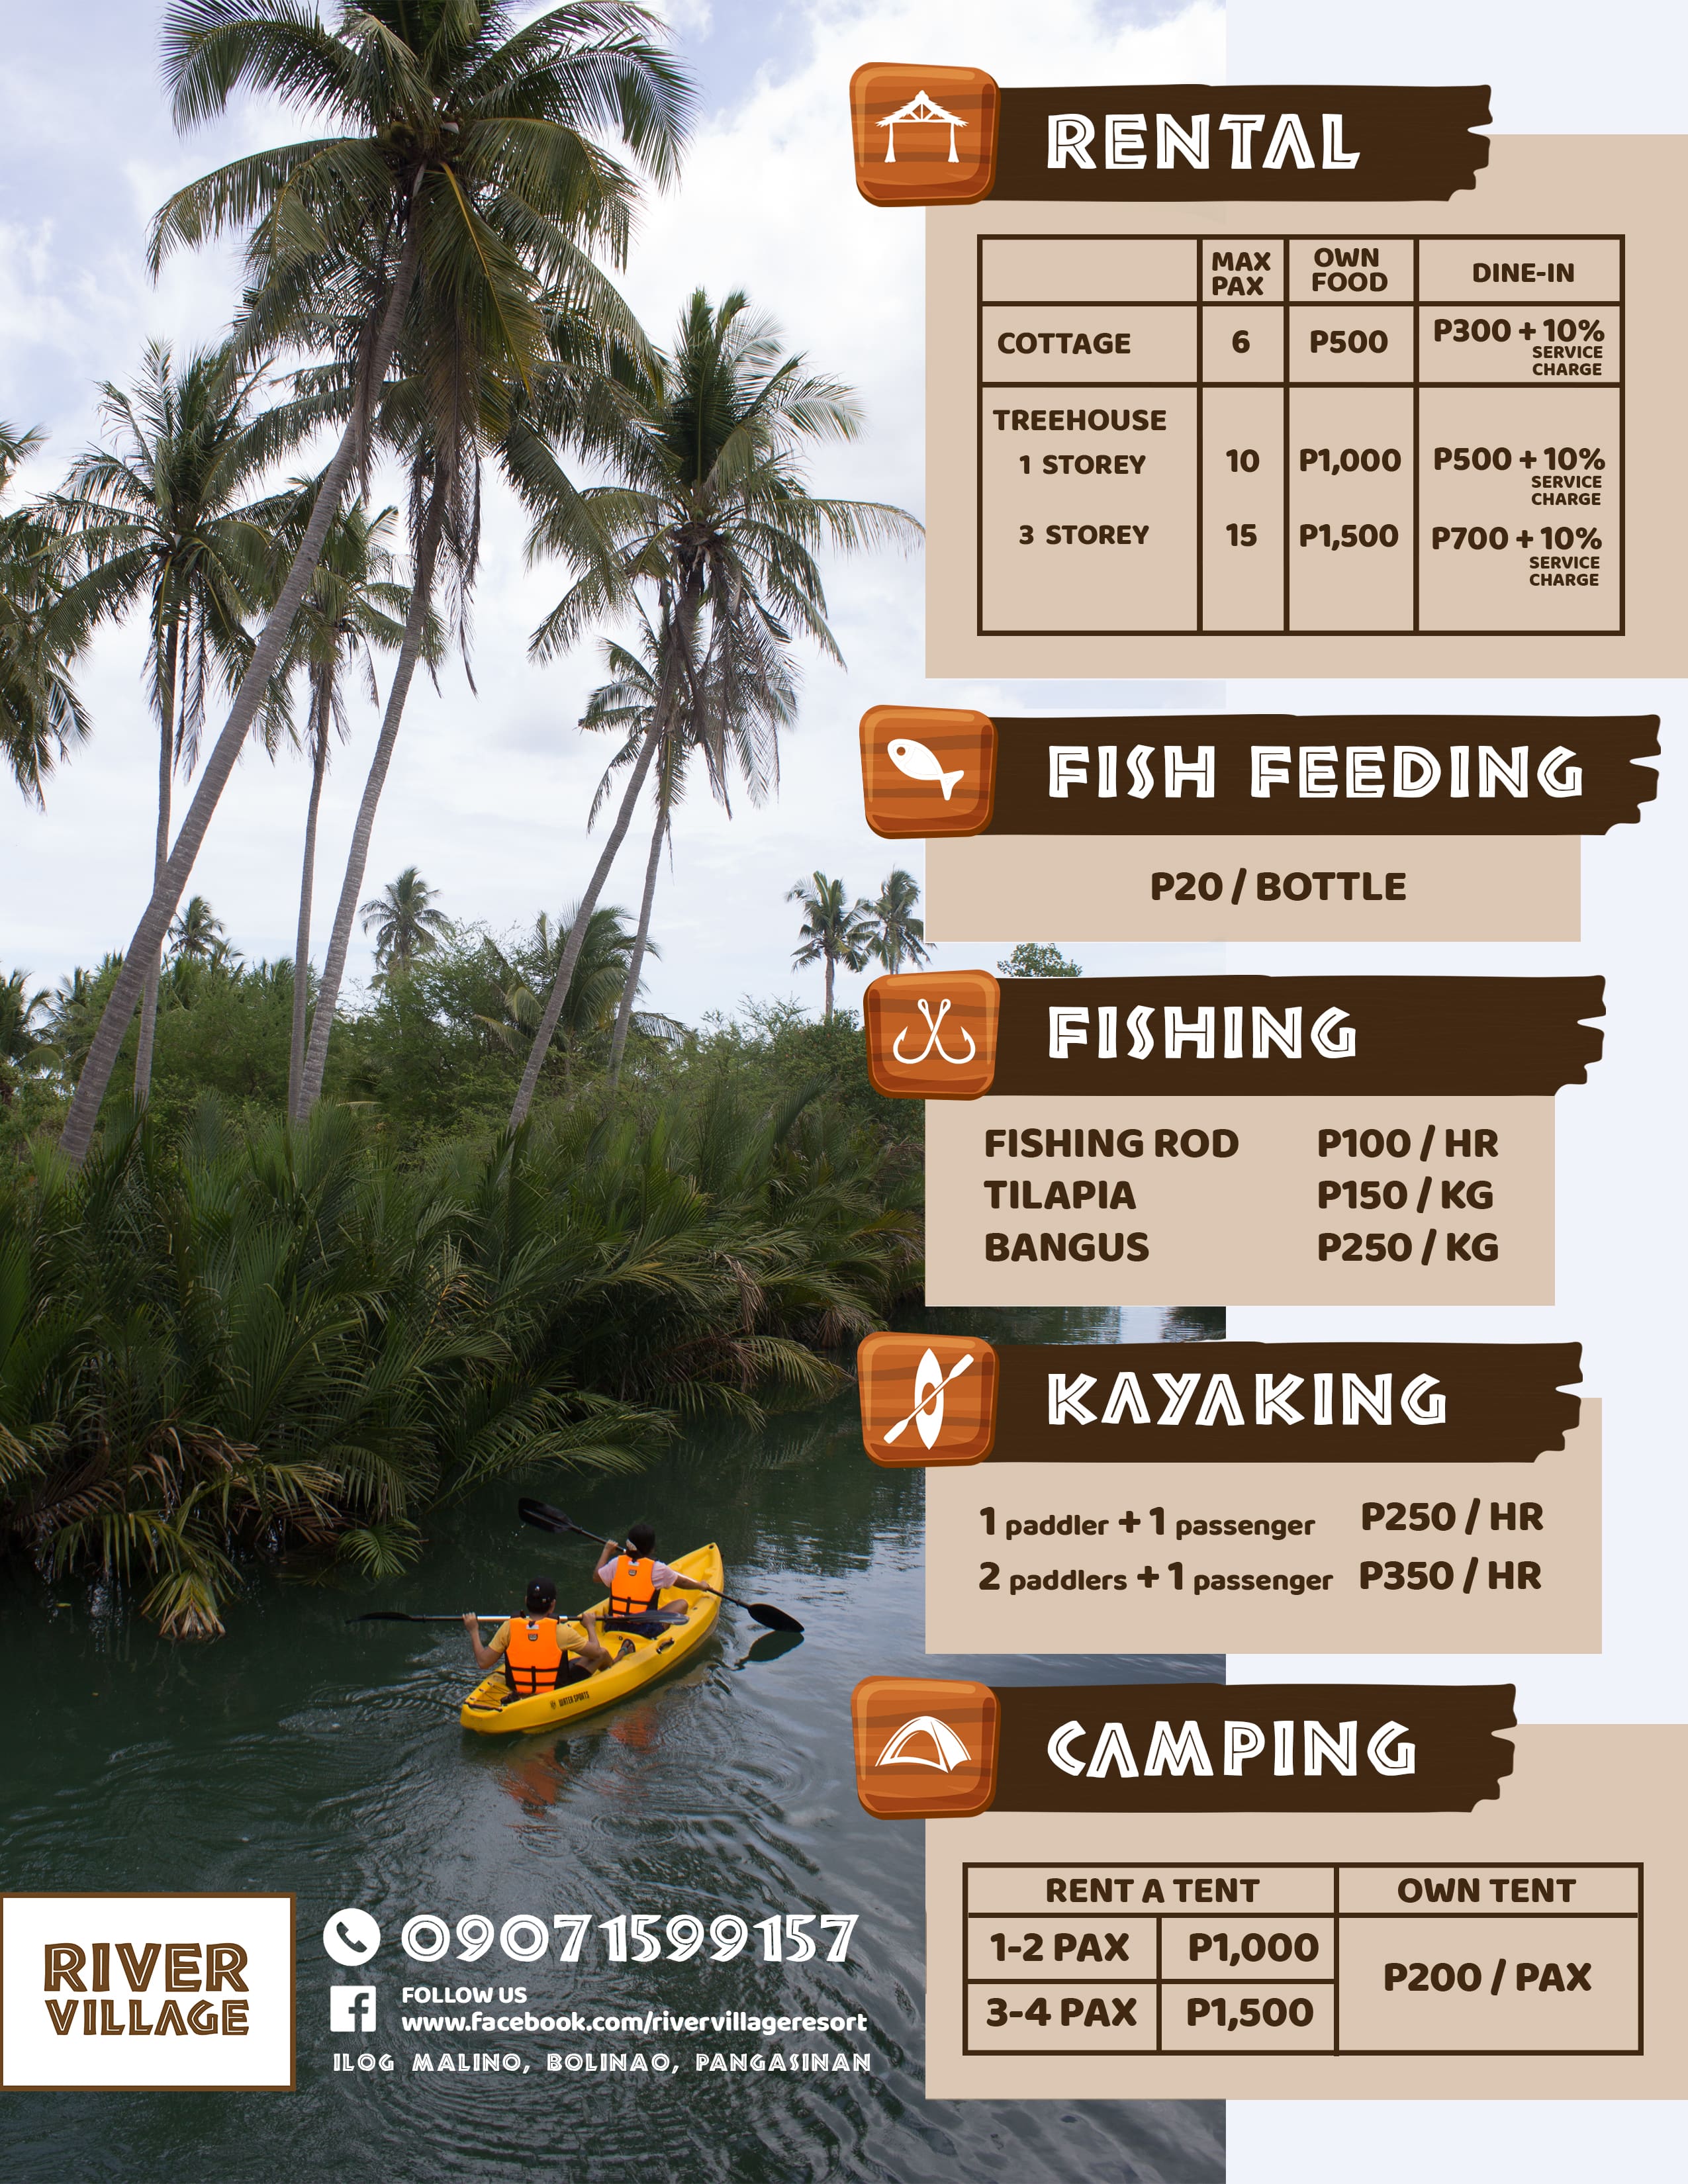 RENTAL
MAX PAX OWN FOOD DINE-IN
COTTAGE 6 P500 P300 + 10% SERVICE CHARGE
TREEHOUSE
1 STOREY 10 P1,000 P500 + 10% SERVICE CHARGE
3 STOREY 15 P1,500 P700 + 10% SERVICE CHARGE
FISH FEEDING
P20 / BOTTLE
FISHING
FISHING ROD P100 / HR
TILAPIA P150 / KG
BANGUS P250 / KG
KAYAKING
1 paddler + 1 passenger P250 / HR
2 paddlers + 1 passenger P350 / HR
WATER SPORTS
CAMPING
RENT A TENT OWN TENT
1-2 PAX P1,000
P200 / PAX
3-4 PAX P1,500
RIVER
VILLAGE
09071599157
FOLLOW US
www.facebook.com/rivervillageresort
ILOG MALINO, BOLINAO, PANGASINAN